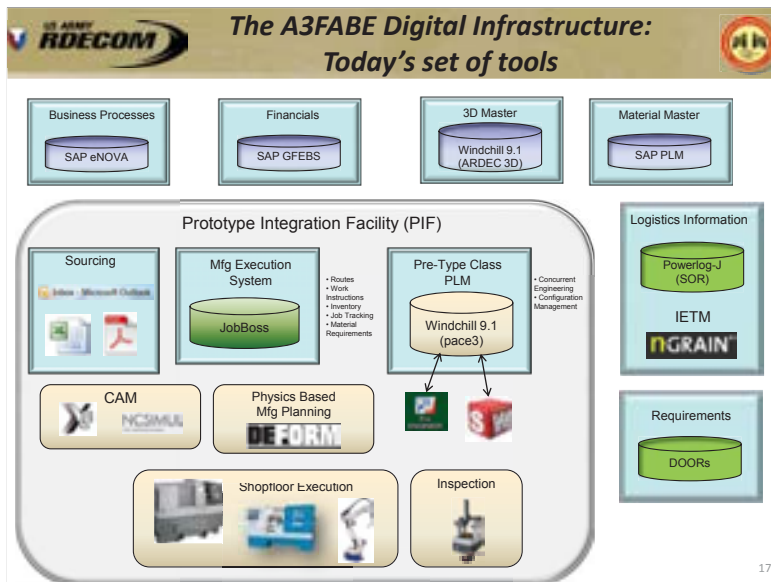 US ARMY
RDECOM
The A3FABE Digital Infrastructure:
Today's set of tools
Business Processes
SAP eNOVA
Financials
SAP GFEBS
3D Master
Windchill 9.1
(ARDEC 3D)
Material Master
SAP PLM
Prototype Integration Facility (PIF)
Sourcing
Inbox - Microsoft Outlook
Mfg Execution
System
JobBoss
• Routes
• Work
Instructions
• Inventory
• Job Tracking
• Material
Requirements
Pre-Type Class
PLM
Windchill 9.1
(pace3)
• Concurrent
Engineering
• Configuration
Management
Logistics Information
Powerlog-J
(SOR)
IETM
nGRAIN
CAM
NCSIMUL
Physics Based
Mfg Planning
DEFORM
SW
Requirements
DOORs
Shopfloor Execution
Inspection
17